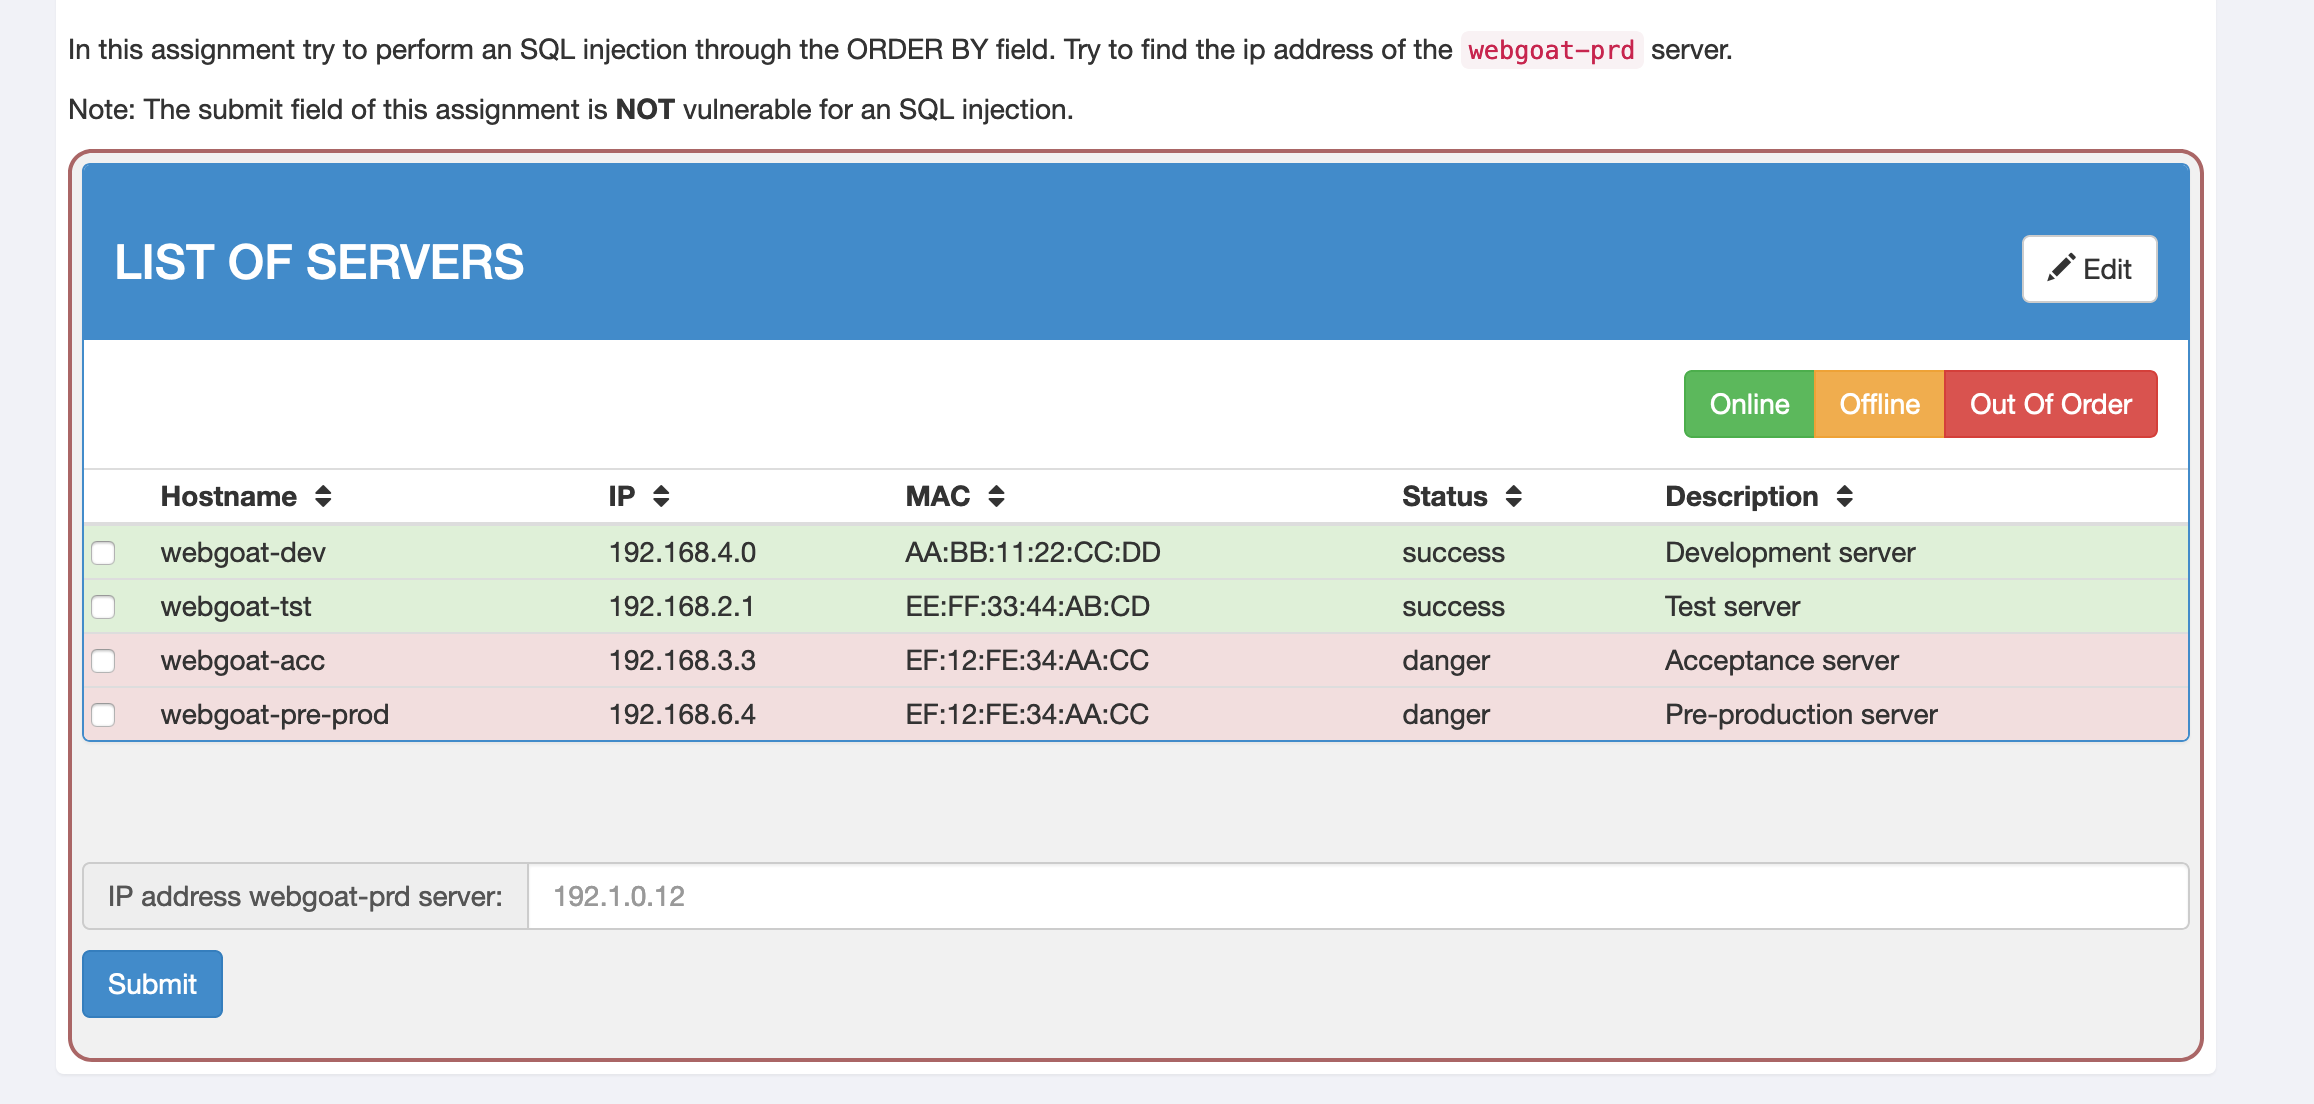 In this assignment try to perform an SQL injection through the ORDER BY field. Try to find the ip address of the webgoat-prd server.
Note: The submit field of this assignment is NOT vulnerable for an SQL injection.
LIST OF SERVERS
Edit
Online Offline Out Of Order
Hostname IP MAC Status Description
webgoat-dev 192.168.4.0 AA:BB:11:22:CC:DD success Development server
webgoat-tst 192.168.2.1 EE:FF:33:44:AB:CD success Test server
webgoat-acc 192.168.3.3 EF:12:FE:34:AA:CC danger Acceptance server
webgoat-pre-prod 192.168.6.4 EF:12:FE:34:AA:CC danger Pre-production server
IP address webgoat-prd server: 192.1.0.12
Submit